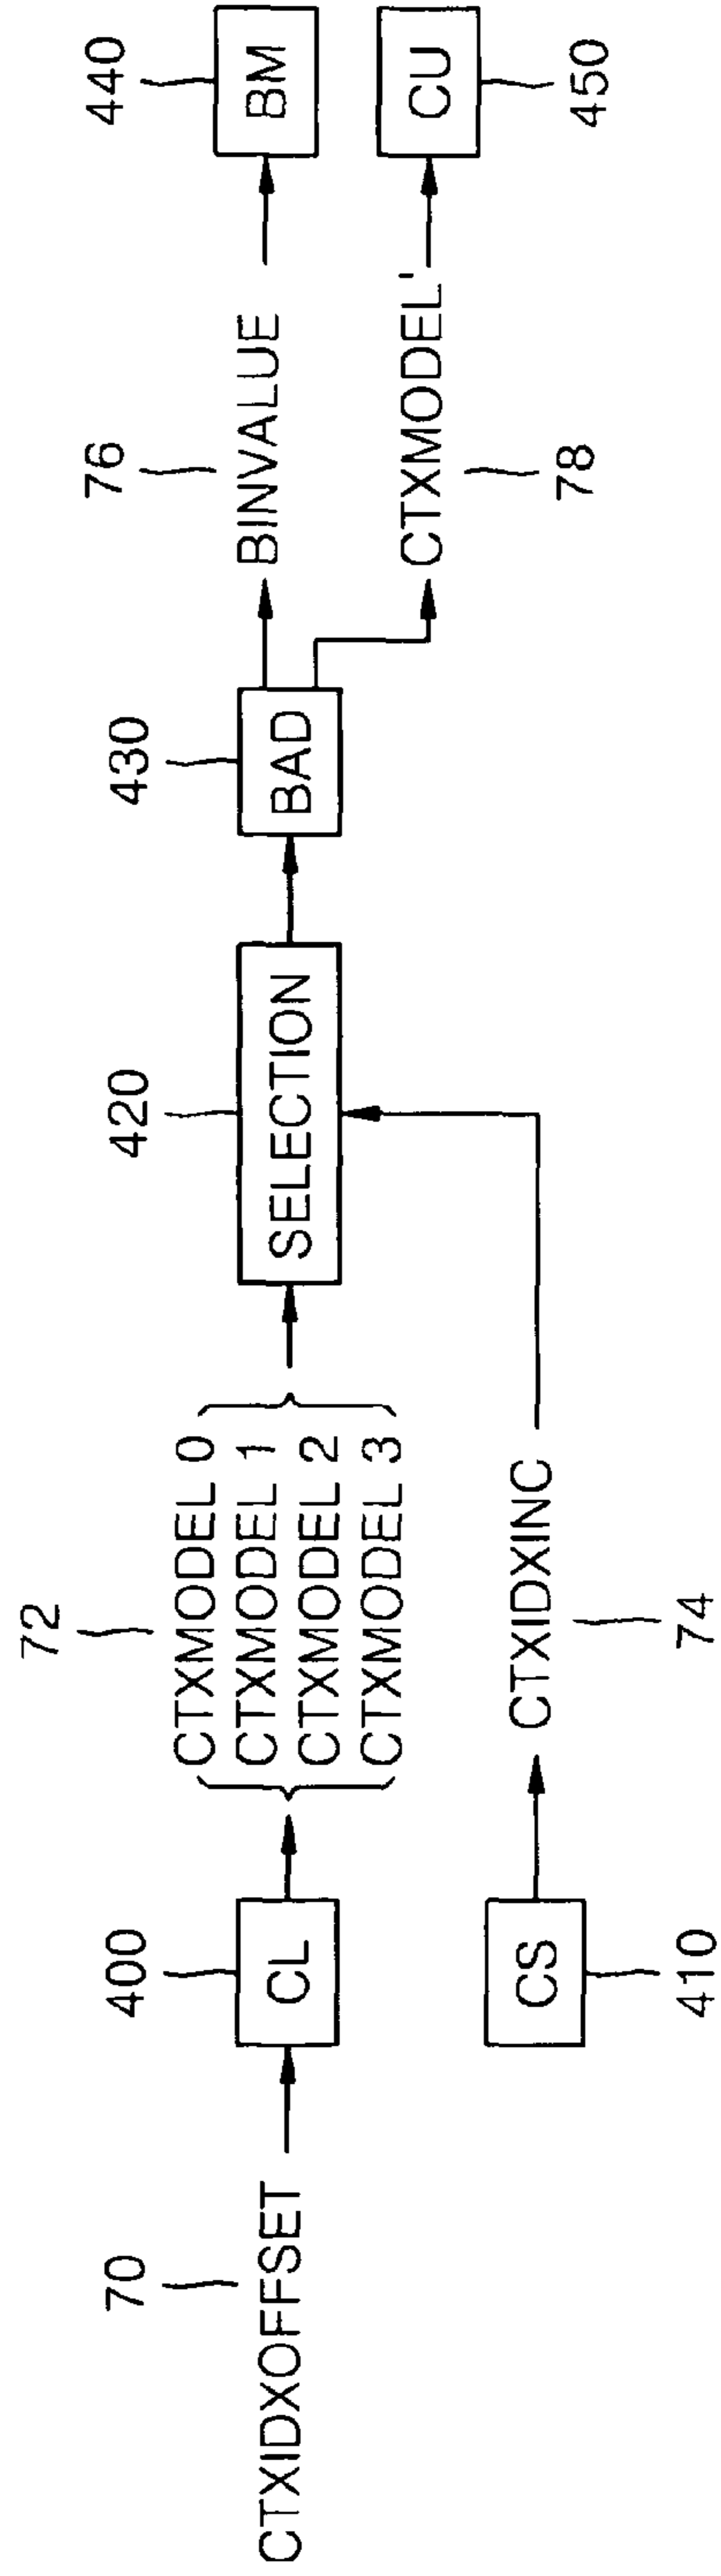 70
CTXIDXOFFSET
400
CL
72
CTXMODEL 0
CTXMODEL 1
CTXMODEL 2
CTXMODEL 3
410
CS
CTXIDXINC
74
420
SELECTION
430
BAD
76
BINVALUE
CTXMODEL'
78
440
BM
CU
450